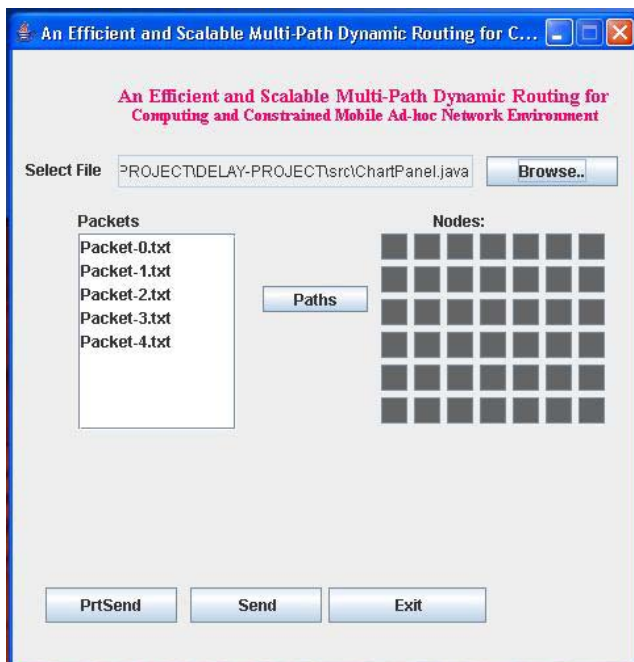 An Efficient and Scalable Multi-Path Dynamic Routing for C...
An Efficient and Scalable Multi-Path Dynamic Routing for
Computing and Constrained Mobile Ad-hoc Network Environment
Select File
PROJECT\DELAY-PROJECT\src\ChartPanel.java
Browse..
Packets
Nodes:
Packet-0.txt
Packet-1.txt
Packet-2.txt
Packet-3.txt
Packet-4.txt
Paths
PrtSend
Send
Exit